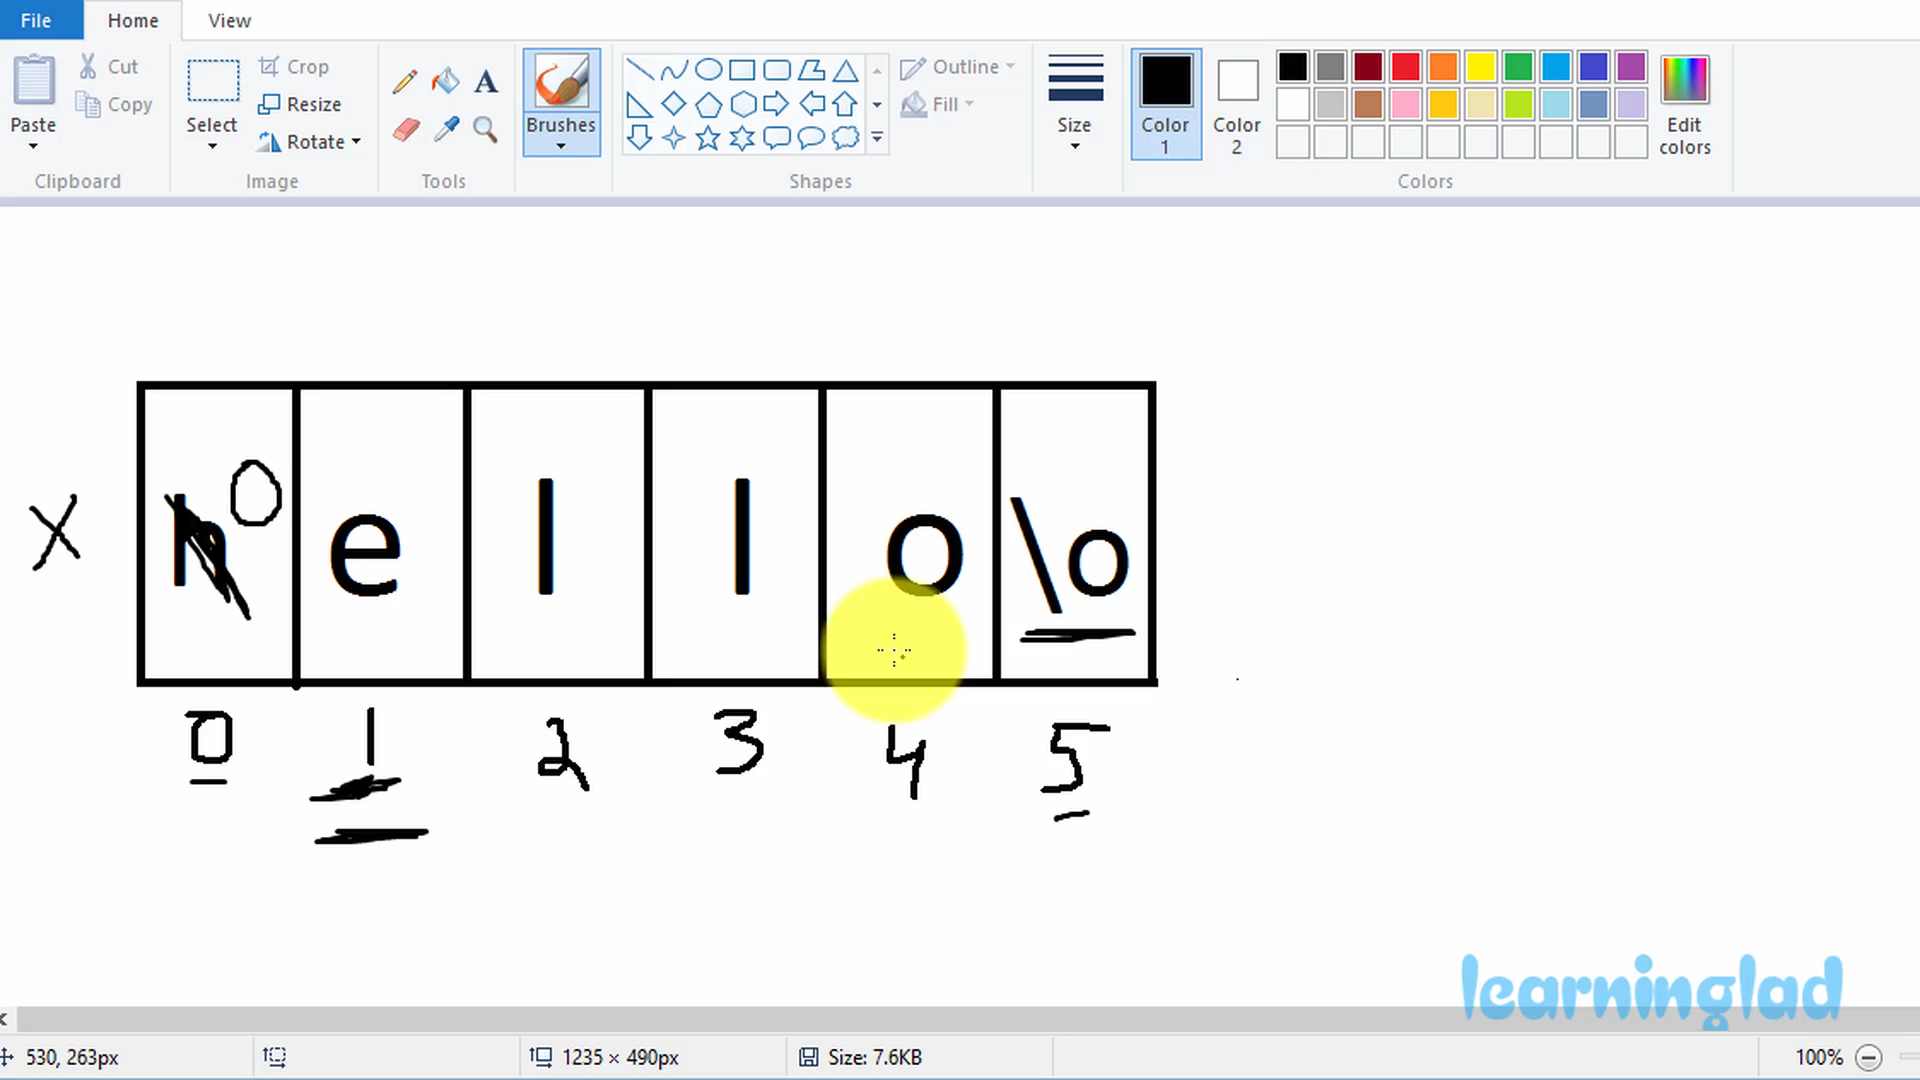 File Home View
Paste
Cut
Copy
Clipboard
Select
Crop
Resize
Rotate
Image
A
Tools
Brushes
Shapes
Outline
Fill
Size
Color 1
Color 2
Edit colors
Colors
X h o e l l o \o
0 1 2 3 4 5
learninglad
530, 263px 1235 × 490px Size: 7.6KB 100%